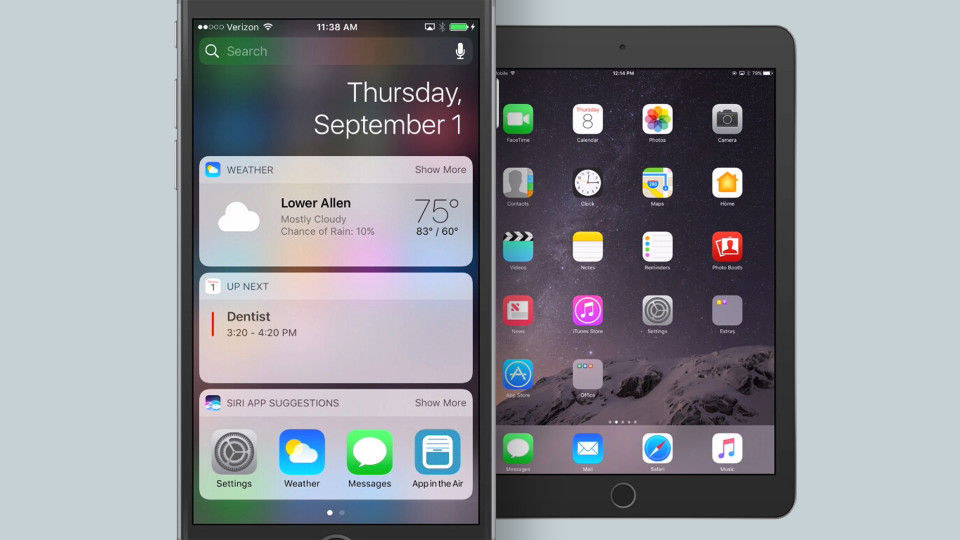 Verizon
11:38 AM
Search
Thursday,
September 1
WEATHER
Show More
Lower Allen
75°
Mostly Cloudy
Chance of Rain: 10%
83° / 60°
1
UP NEXT
Dentist
3:20 - 4:20 PM
SIRI APP SUGGESTIONS
Show More
Settings
Weather
Messages
App in the Air
12:14 PM
79%
Thursday
8
FaceTime
Calendar
Photos
Camera
280
Contacts
Clock
Maps
Home
Videos
Notes
Reminders
Photo Booth
News
iTunes Store
Settings
Extras
App Store
Office
Messages
Mail
Safari
Music